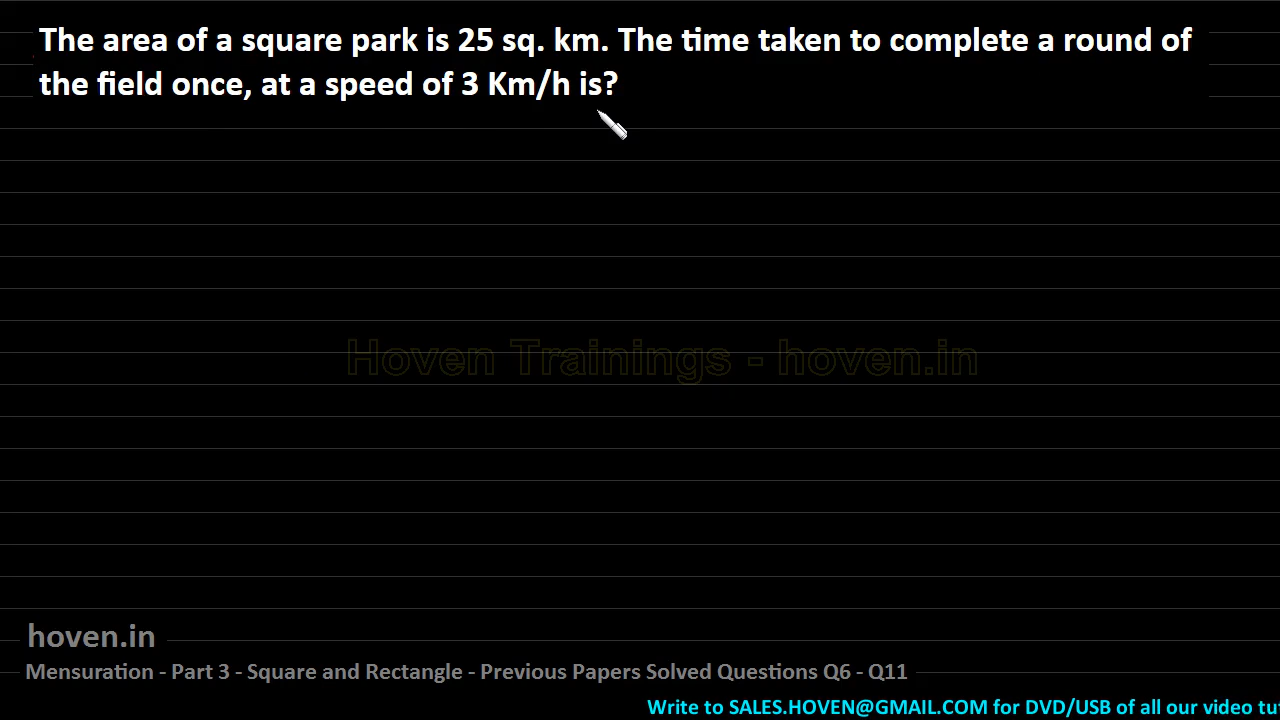 The area of a square park is 25 sq. km. The time taken to complete a round of
the field once, at a speed of 3 Km/h is?
Hoven Trainings - hoven.in
hoven.in
Mensuration - Part 3 - Square and Rectangle - Previous Papers Solved Questions Q6 - Q11
Write to SALES.HOVEN@GMAIL.COM for DVD/USB of all our video tu